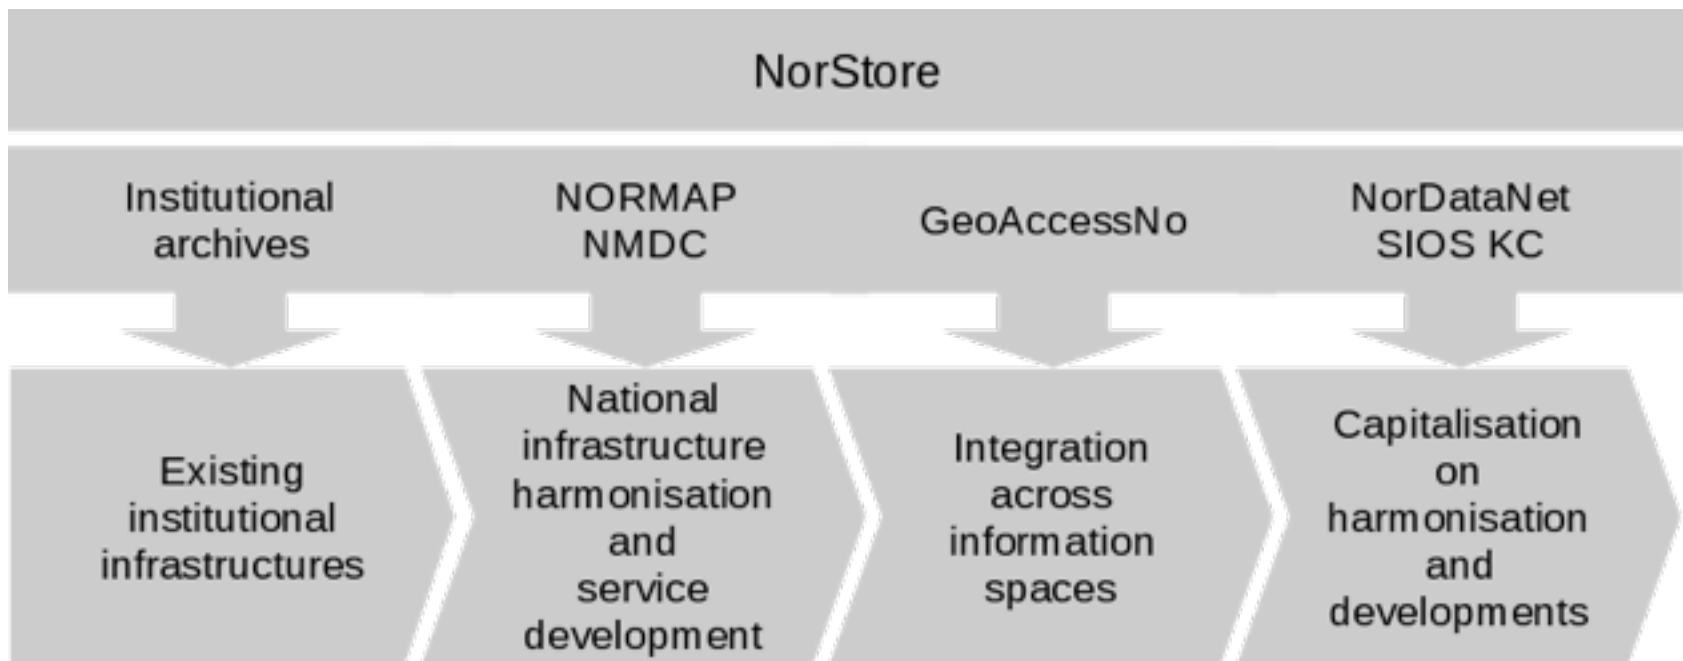 NorStore
Institutional
archives
NORMAP
NMDC
GeoAccessNo
NorDataNet
SIOS KC
Existing
institutional
infrastructures
National
infrastructure
harmonisation
and
service
development
Integration
across
information
spaces
Capitalisation
on
harmonisation
and
developments